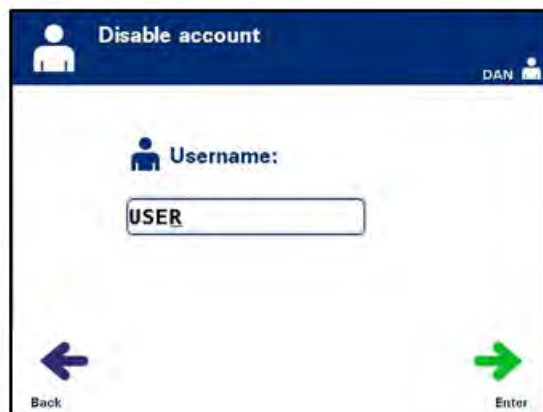 Disable account
DAN
Username:
USER
Back
Enter